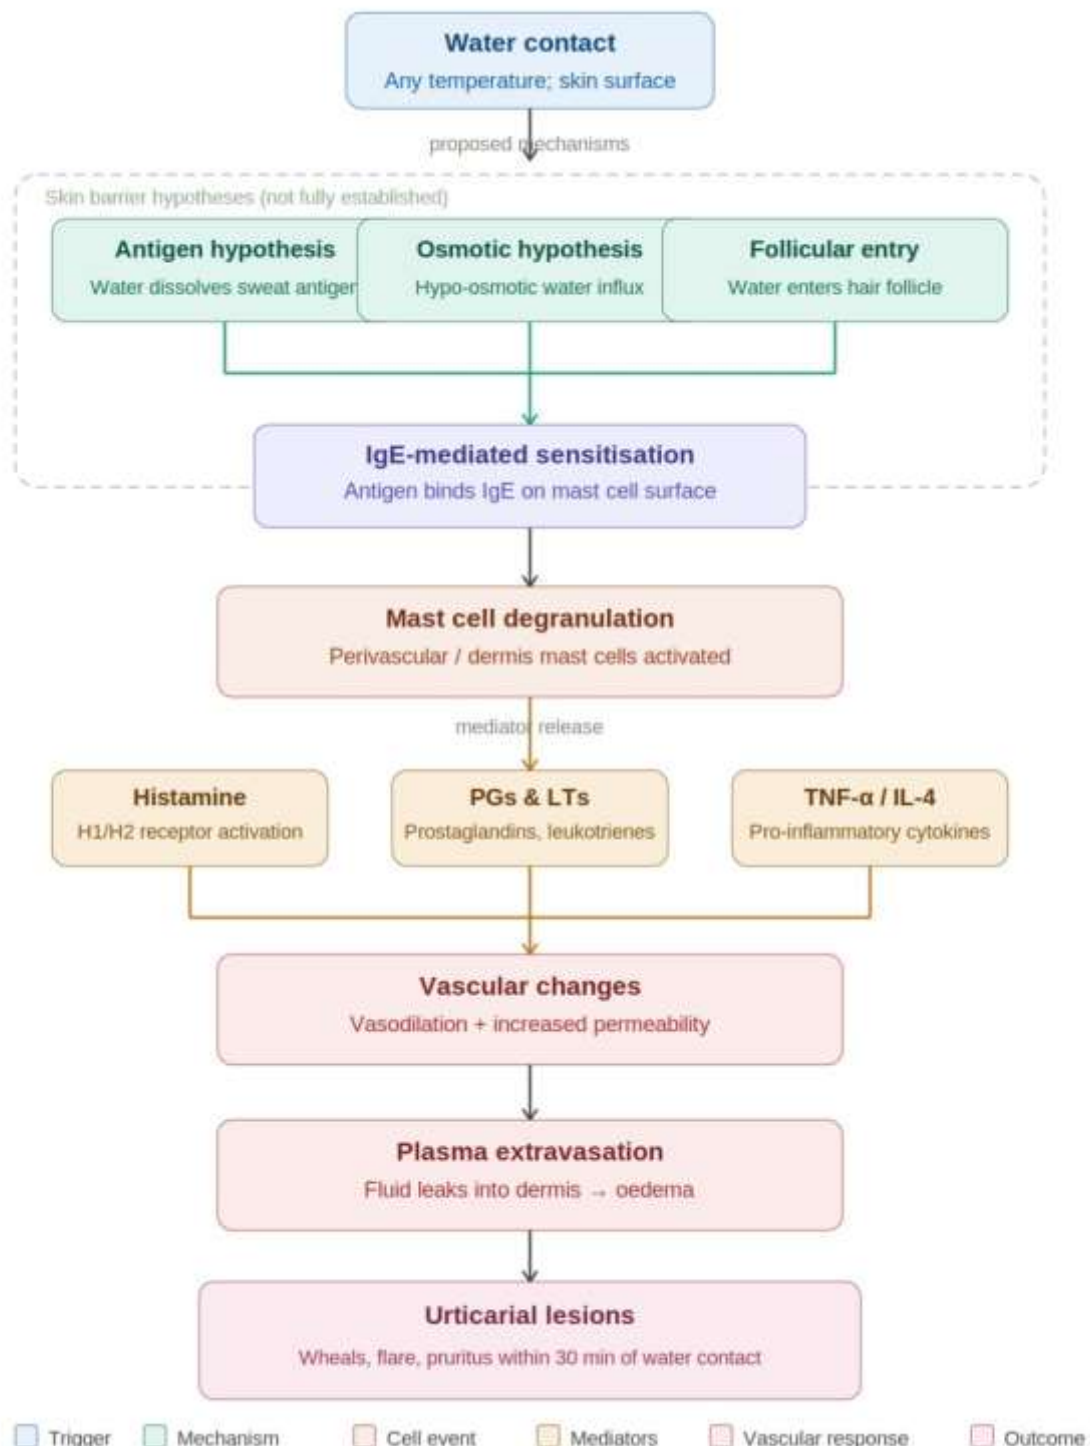 Water contact
Any temperature; skin surface
proposed mechanisms
Skin barrier hypotheses (not fully established)
Antigen hypothesis
Water dissolves sweat antigen
Osmotic hypothesis
Hypo-osmotic water influx
Follicular entry
Water enters hair follicle
IgE-mediated sensitisation
Antigen binds IgE on mast cell surface
Mast cell degranulation
Perivascular / dermis mast cells activated
mediator release
Histamine
H1/H2 receptor activation
PGs & LTs
Prostaglandins, leukotrienes
TNF-α / IL-4
Pro-inflammatory cytokines
Vascular changes
Vasodilation + increased permeability
Plasma extravasation
Fluid leaks into dermis → oedema
Urticarial lesions
Wheals, flare, pruritus within 30 min of water contact
Trigger Mechanism Cell event Mediators Vascular response Outcome